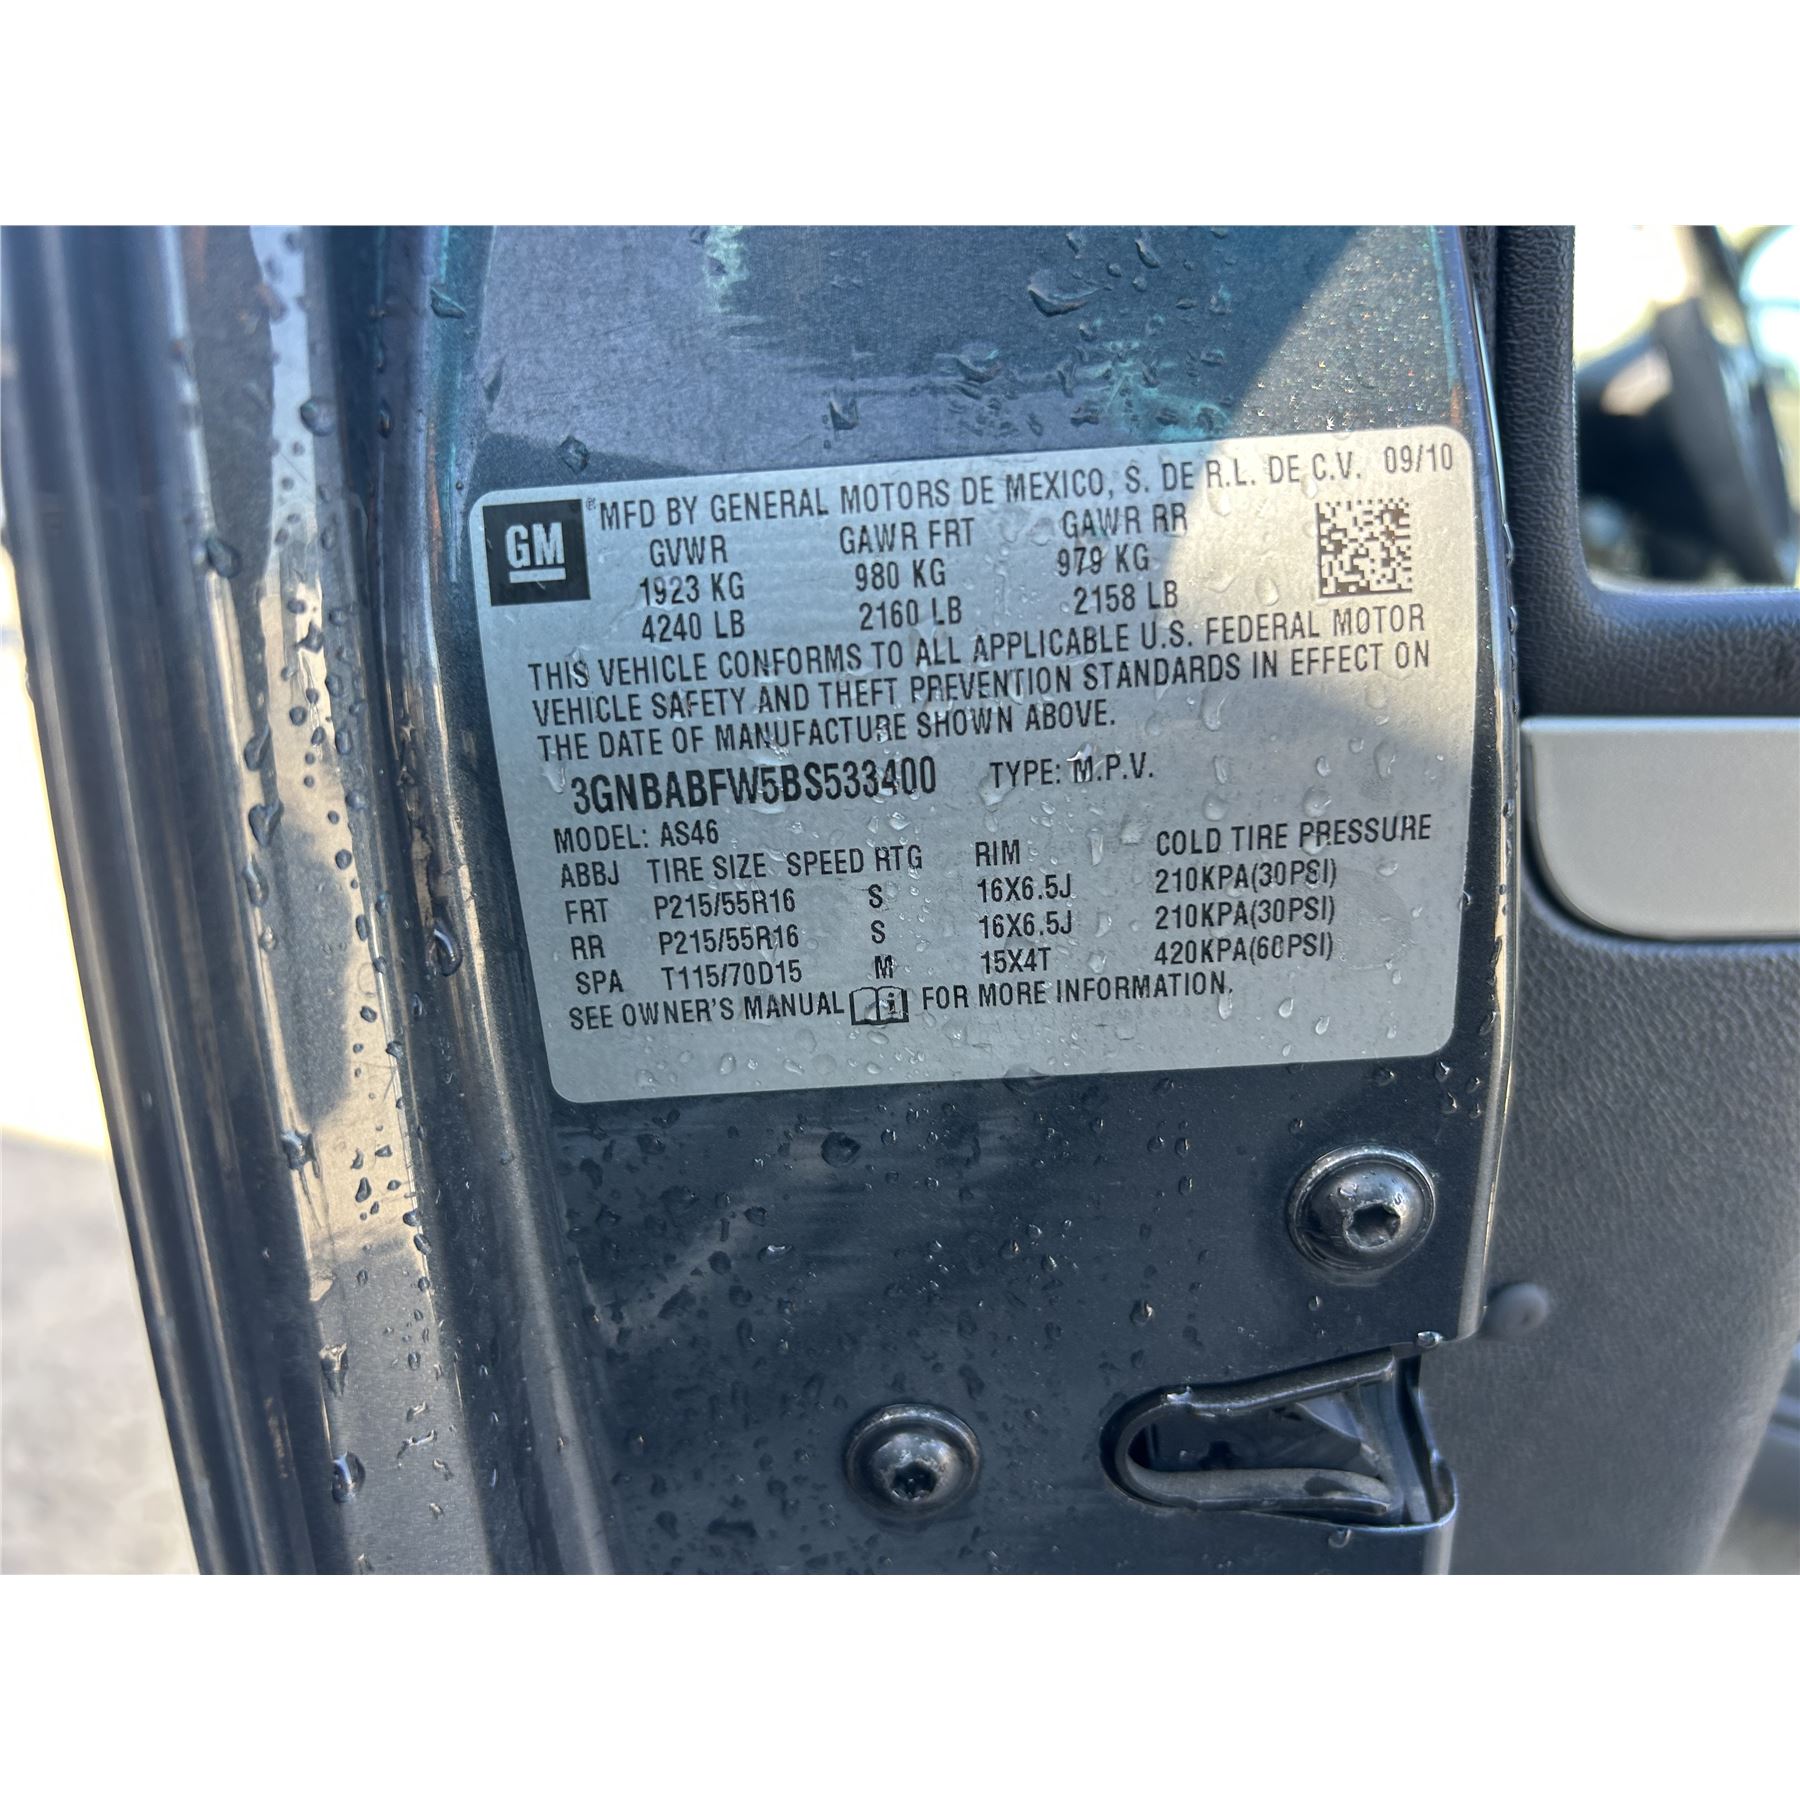 GM ® MFD BY GENERAL MOTORS DE MEXICO, S. DE R.L. DE C.V. 09/10
GVWR GAWR FRT GAWR RR
1923 KG 980 KG 979 KG
4240 LB 2160 LB 2158 LB
THIS VEHICLE CONFORMS TO ALL APPLICABLE U.S. FEDERAL MOTOR
VEHICLE SAFETY AND THEFT PREVENTION STANDARDS IN EFFECT ON
THE DATE OF MANUFACTURE SHOWN ABOVE.
3GNBABFW5BS533400 TYPE: M.P.V.
MODEL: AS46
ABBJ TIRE SIZE SPEED RTG RIM COLD TIRE PRESSURE
FRT P215/55R16 S 16X6.5J 210KPA(30PSI)
RR P215/55R16 S 16X6.5J 210KPA(30PSI)
SPA T115/70D15 M 15X4T 420KPA(60PSI)
SEE OWNER'S MANUAL i FOR MORE INFORMATION.